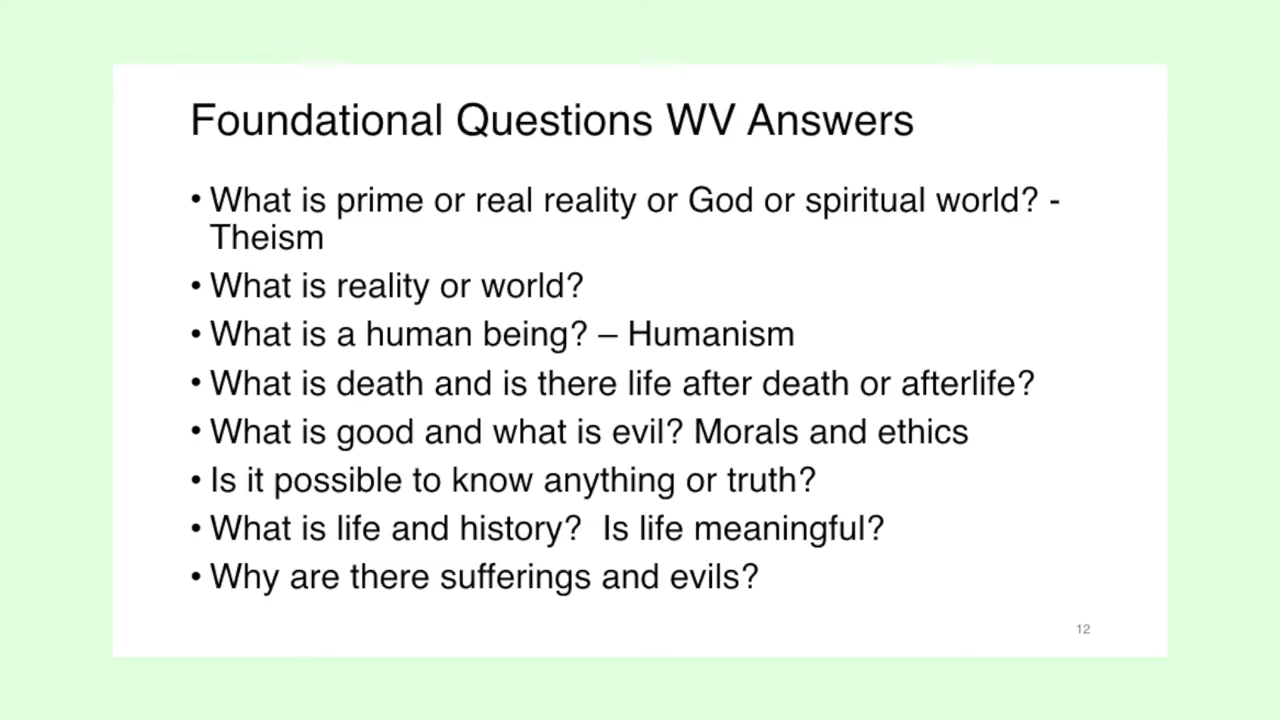 Foundational Questions WV Answers
• What is prime or real reality or God or spiritual world? -
Theism
• What is reality or world?
• What is a human being? – Humanism
• What is death and is there life after death or afterlife?
• What is good and what is evil? Morals and ethics
• Is it possible to know anything or truth?
• What is life and history?  Is life meaningful?
• Why are there sufferings and evils?
12